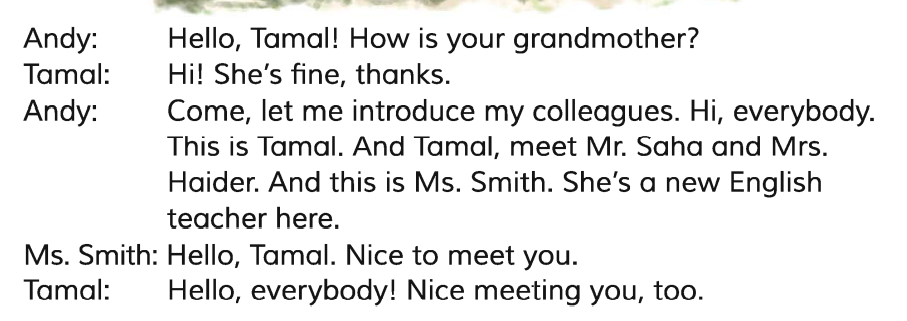 Andy: Hello, Tamal! How is your grandmother?
Tamal: Hi! She's fine, thanks.
Andy: Come, let me introduce my colleagues. Hi, everybody.
This is Tamal. And Tamal, meet Mr. Saha and Mrs.
Haider. And this is Ms. Smith. She's a new English
teacher here.
Ms. Smith: Hello, Tamal. Nice to meet you.
Tamal: Hello, everybody! Nice meeting you, too.